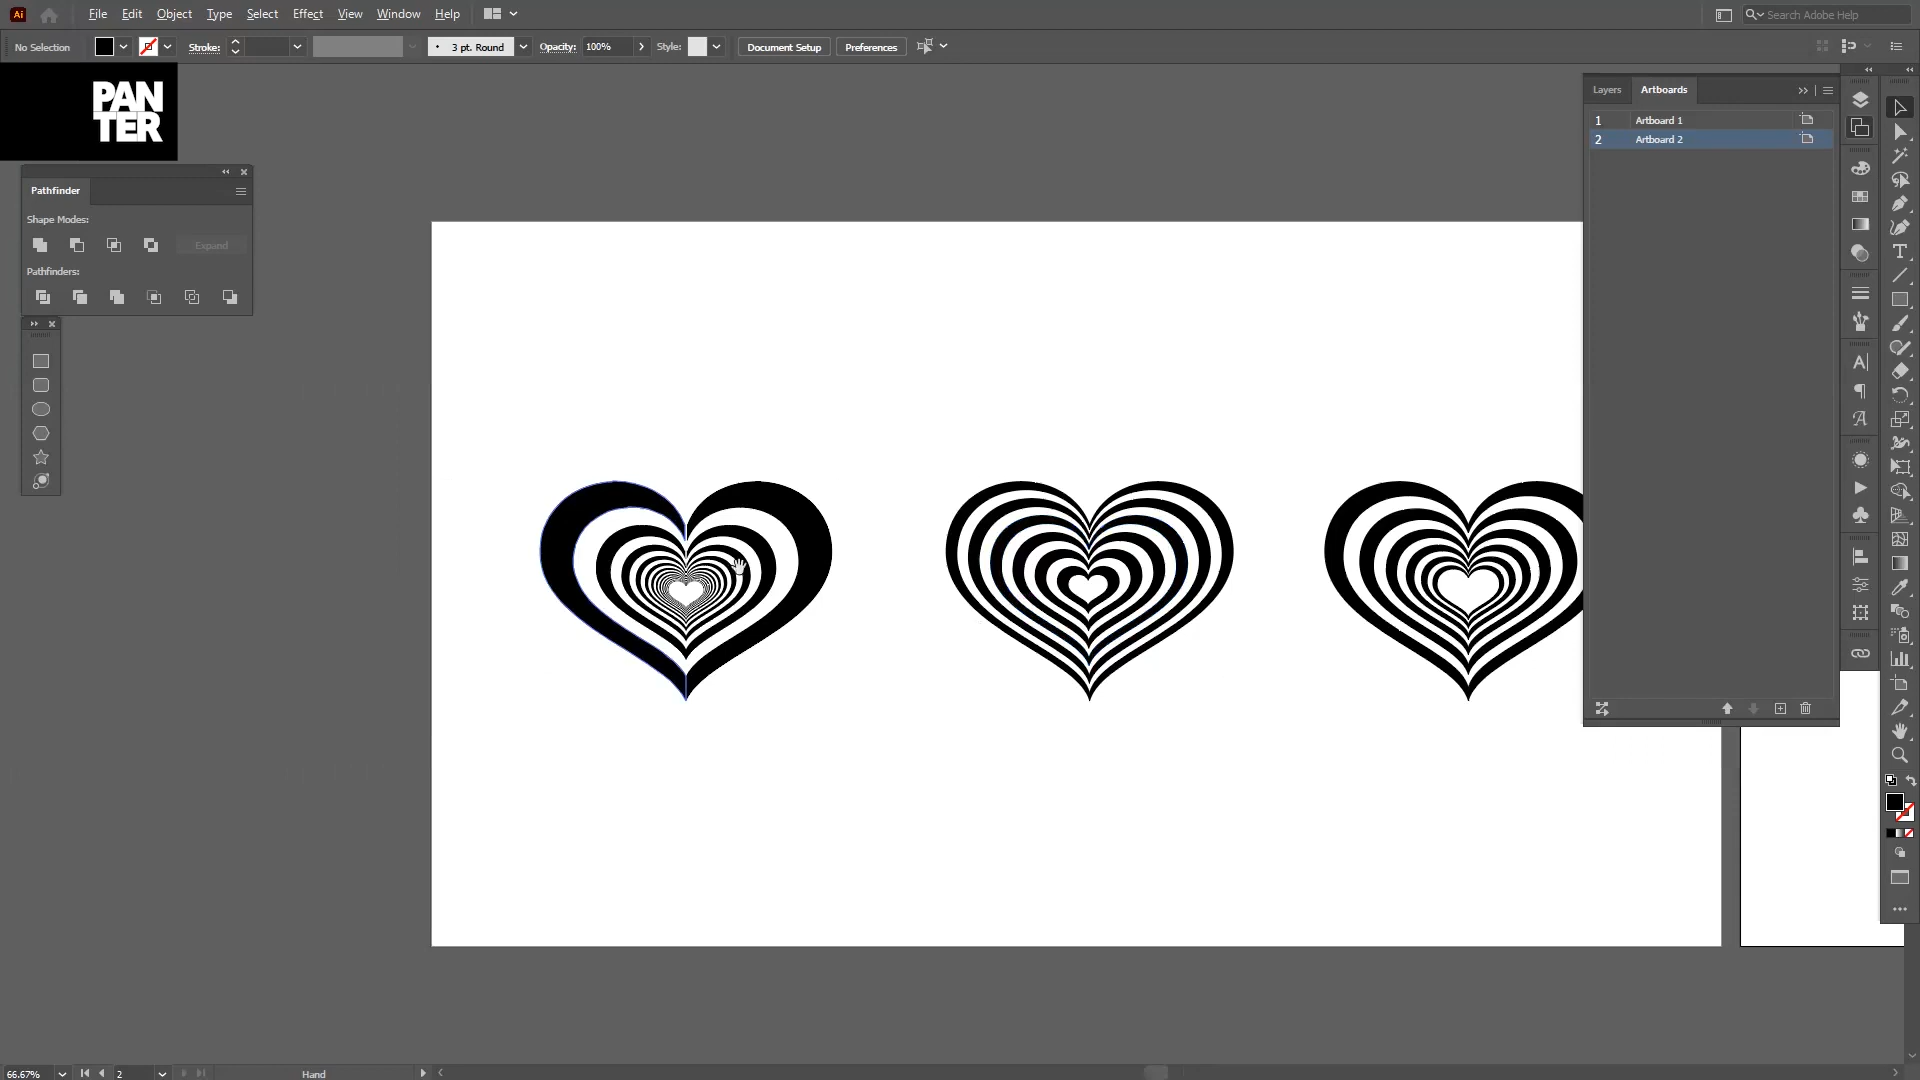 Ai File Edit Object Type Select Effect View Window Help Search Adobe Help
No Selection Stroke: 3 pt. Round Opacity: 100% Style: Document Setup Preferences
PAN
TER
Layers Artboards
1 Artboard 1
2 Artboard 2
Pathfinder
Shape Modes:
Expand
Pathfinders:
66.67% 2 Hand